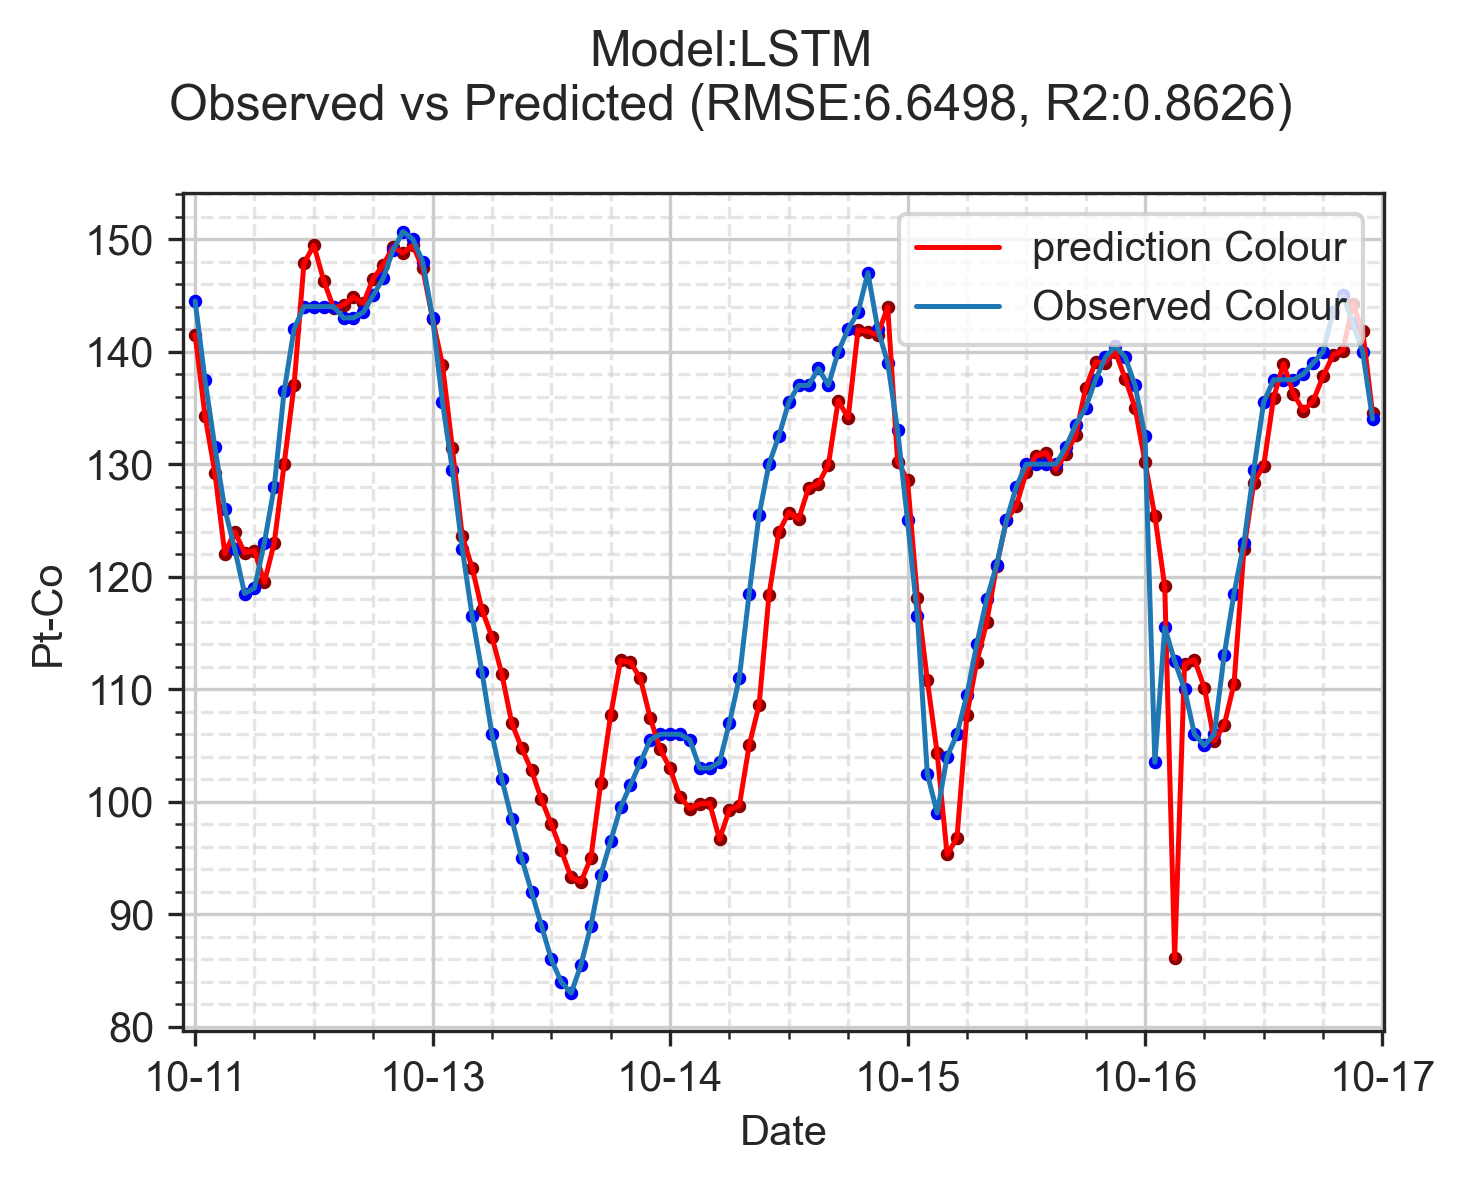 Model:LSTM
Observed vs Predicted (RMSE:6.6498, R2:0.8626)
prediction Colour
Observed Colour
150
140
130
120
110
100
90
80
Pt-Co
10-11 10-13 10-14 10-15 10-16 10-17
Date